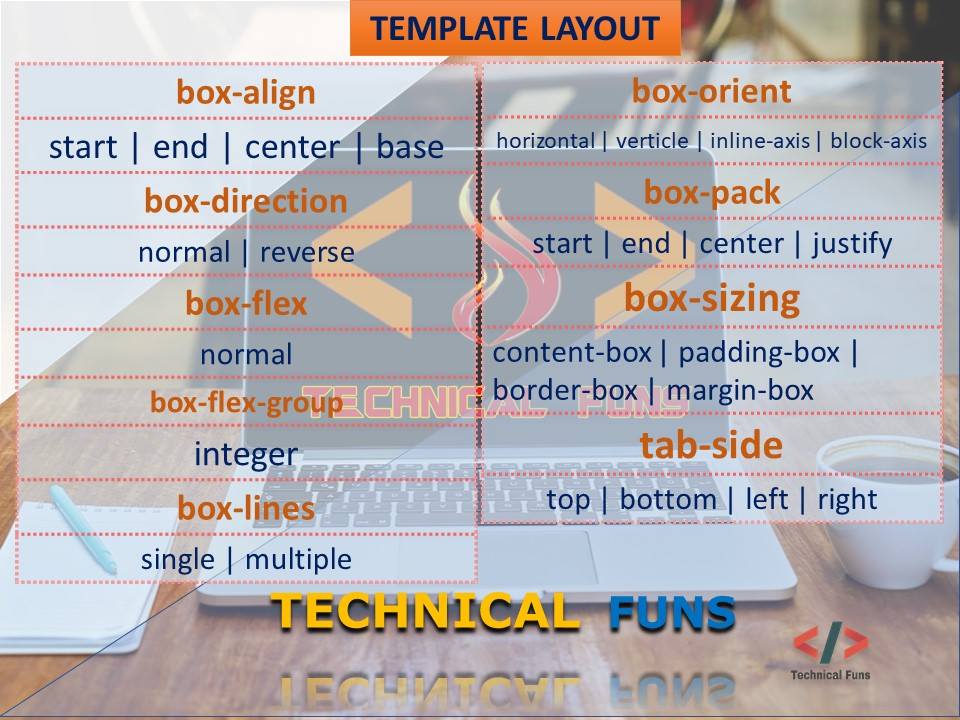 TEMPLATE LAYOUT
box-align
start | end | center | base
box-direction
normal | reverse
box-flex
normal
box-flex-group
integer
box-lines
single | multiple
box-orient
horizontal | verticle | inline-axis | block-axis
box-pack
start | end | center | justify
box-sizing
content-box | padding-box |
border-box | margin-box
tab-side
top | bottom | left | right
TECHNICAL FUNS
TECHNICAL FUNS
</>
Technical Funs